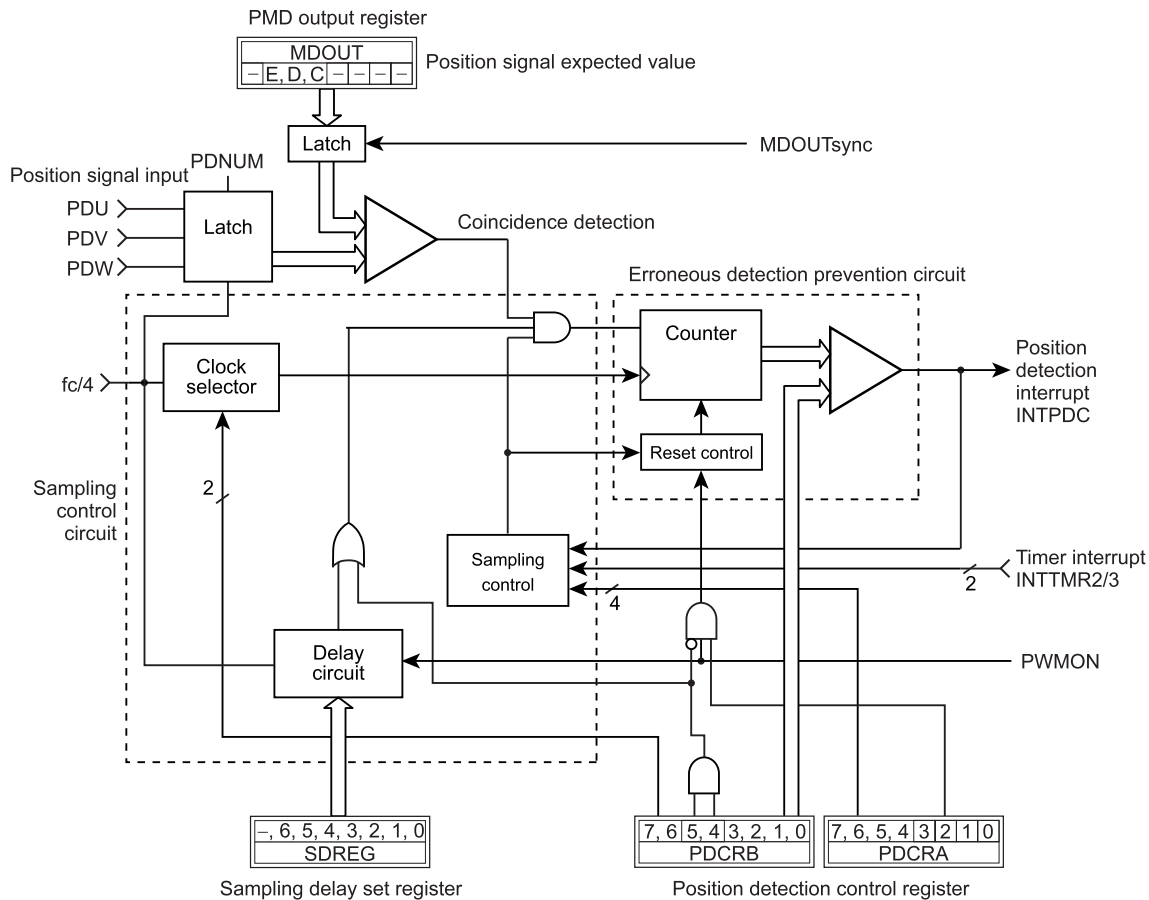 PMD output register
MDOUT
–  E, D, C  –  –  –  –
Position signal expected value
Latch
MDOUTsync
PDNUM
Position signal input
PDU
PDV
PDW
Latch
Coincidence detection
Erroneous detection prevention circuit
Counter
Clock
selector
fc/4
Position
detection
interrupt
INTPDC
Reset control
2
Sampling
control
circuit
Sampling
control
Timer interrupt
INTTMR2/3
2
4
Delay
circuit
PWMON
–, 6, 5, 4, 3, 2, 1, 0
SDREG
7, 6  5, 4  3, 2, 1, 0
PDCRB
7, 6, 5, 4  3  2  1  0
PDCRA
Sampling delay set register
Position detection control register